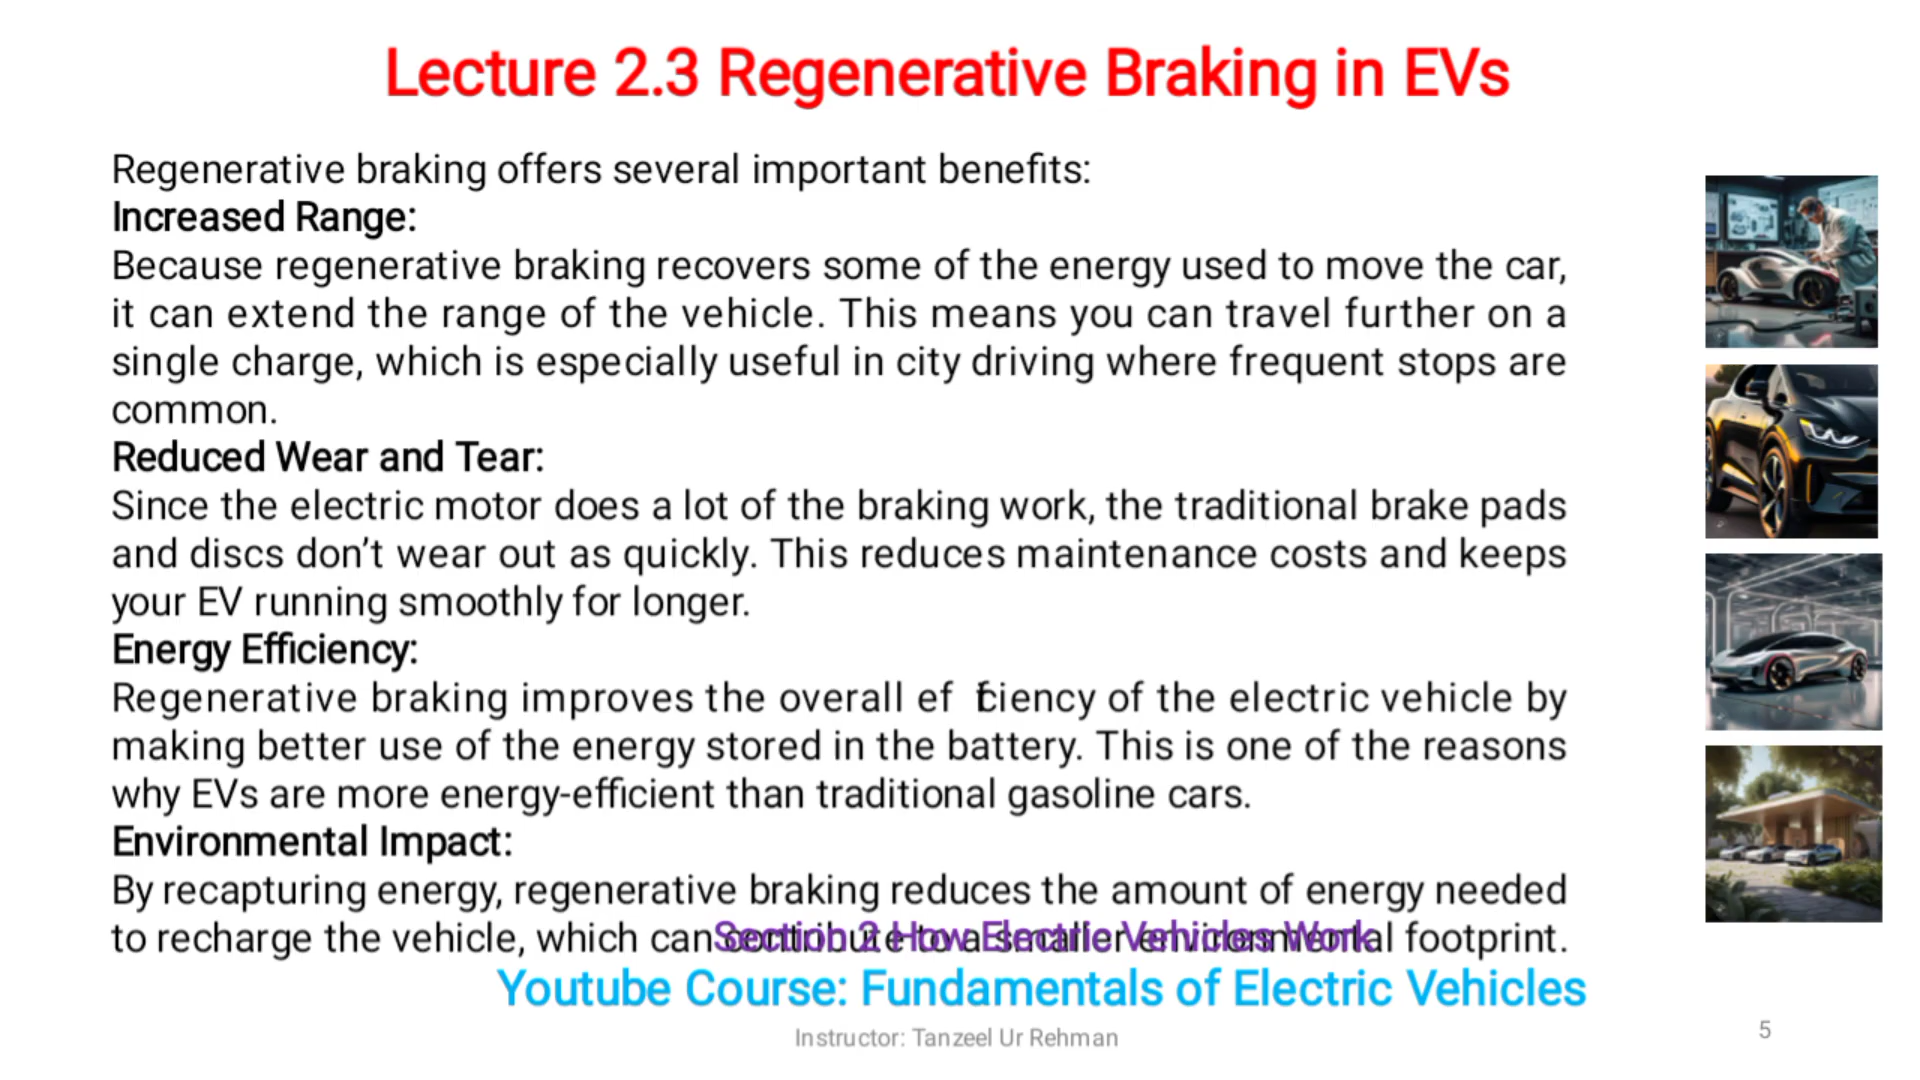 Lecture 2.3 Regenerative Braking in EVs
Regenerative braking offers several important benefits:
Increased Range:
Because regenerative braking recovers some of the energy used to move the car,
it can extend the range of the vehicle. This means you can travel further on a
single charge, which is especially useful in city driving where frequent stops are
common.
Reduced Wear and Tear:
Since the electric motor does a lot of the braking work, the traditional brake pads
and discs don’t wear out as quickly. This reduces maintenance costs and keeps
your EV running smoothly for longer.
Energy Efficiency:
Regenerative braking improves the overall efficiency of the electric vehicle by
making better use of the energy stored in the battery. This is one of the reasons
why EVs are more energy-efficient than traditional gasoline cars.
Environmental Impact:
By recapturing energy, regenerative braking reduces the amount of energy needed
to recharge the vehicle, which can contribute to a smaller environmental footprint.
Section 2 How Electric Vehicles Work
Youtube Course: Fundamentals of Electric Vehicles
Instructor: Tanzeel Ur Rehman
5